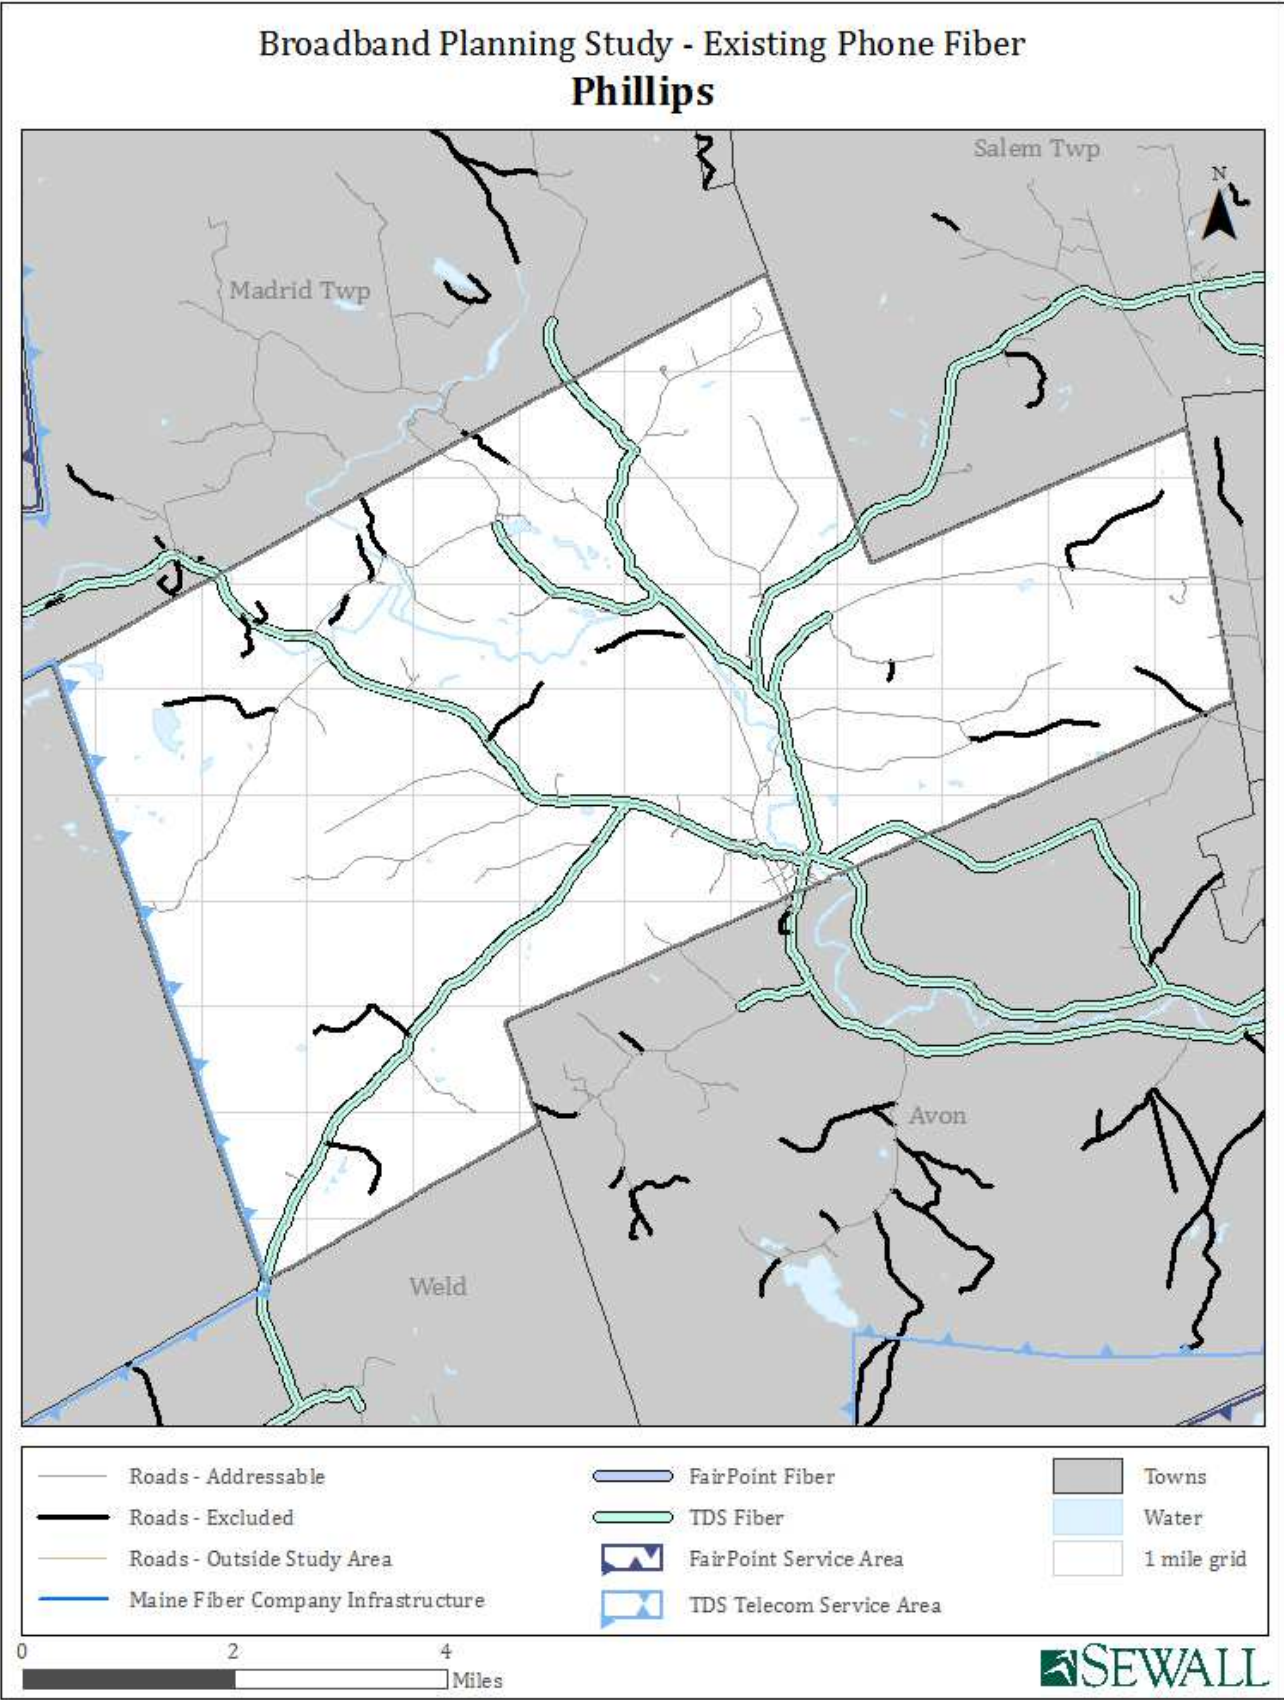 Broadband Planning Study - Existing Phone Fiber
Phillips
Salem Twp
N
Madrid Twp
Avon
Weld
Roads - Addressable
Roads - Excluded
Roads - Outside Study Area
Maine Fiber Company Infrastructure
FairPoint Fiber
TDS Fiber
FairPoint Service Area
TDS Telecom Service Area
Towns
Water
1 mile grid
0 2 4
Miles
SEWALL